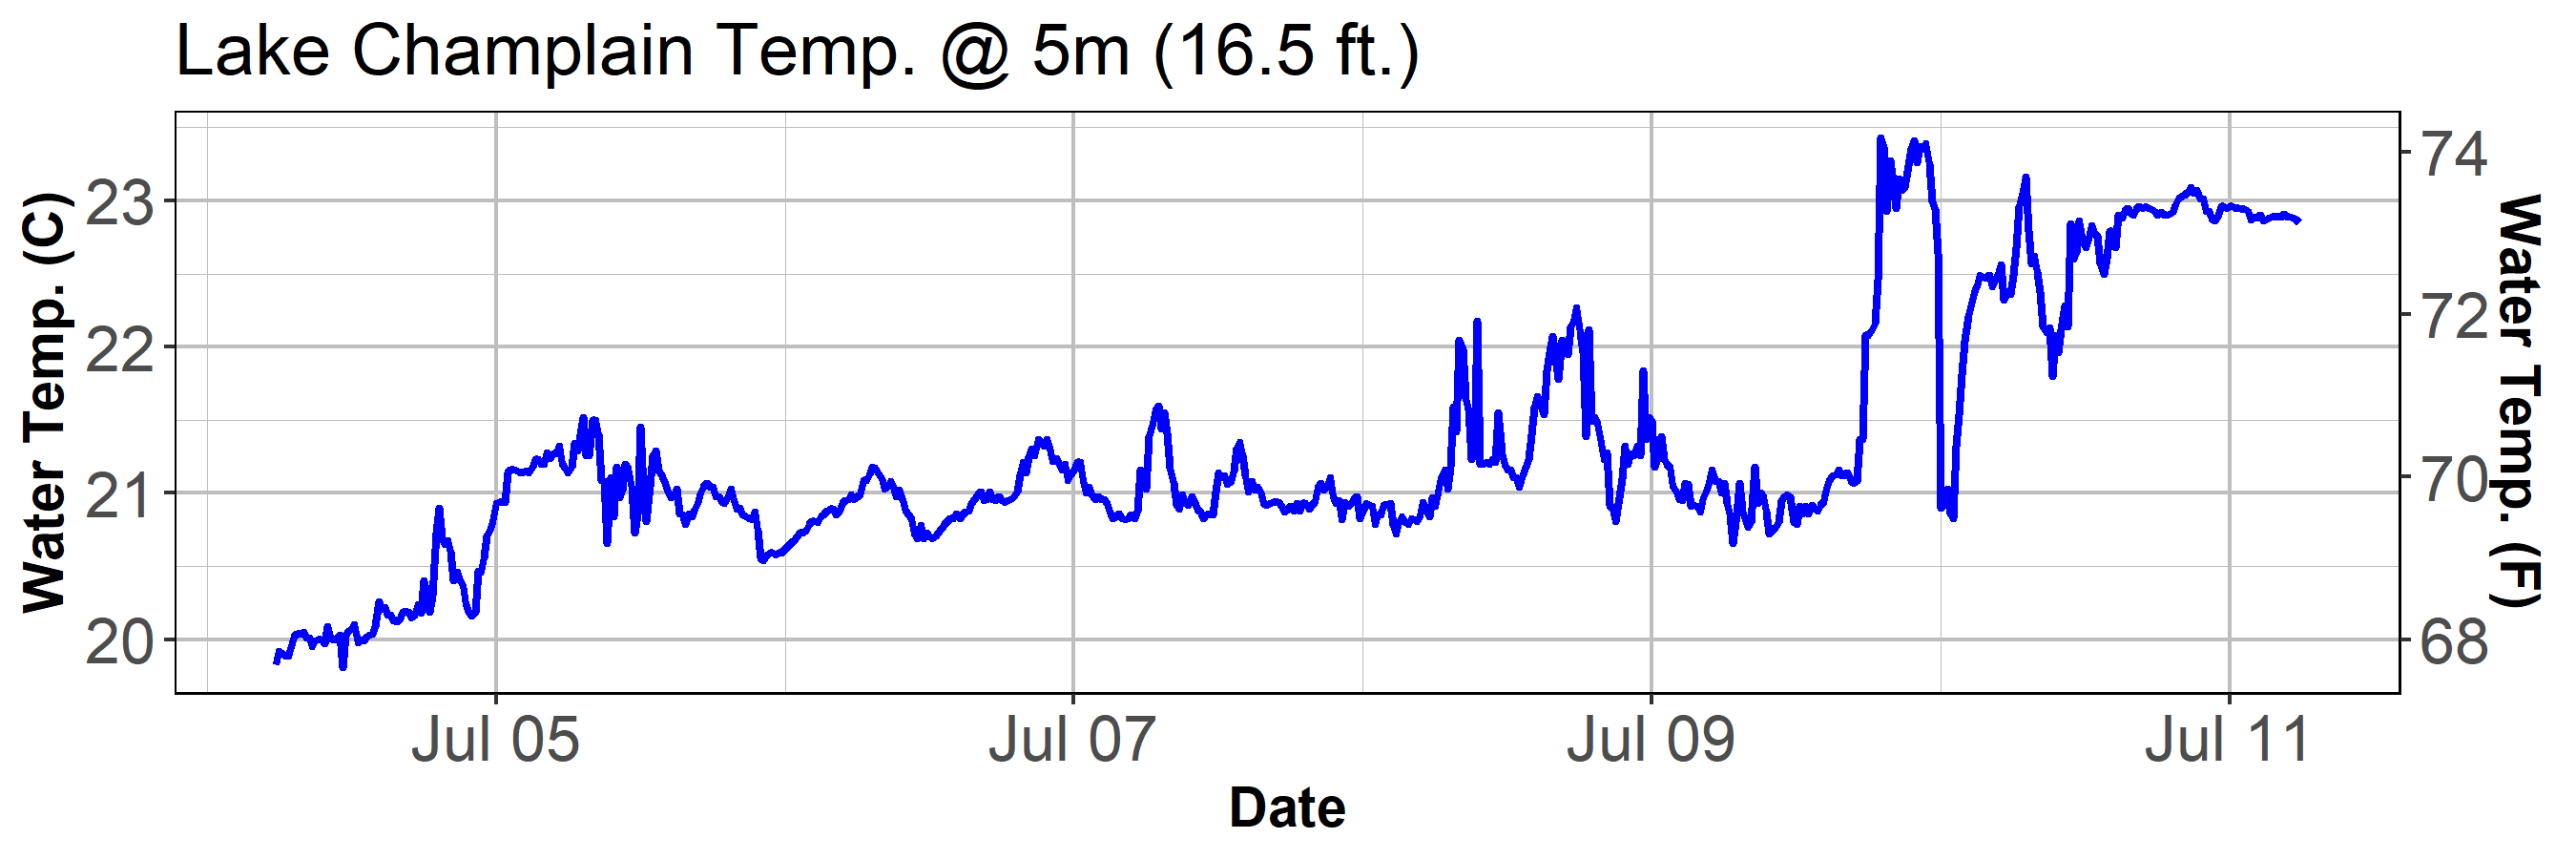 Lake Champlain Temp. @ 5m (16.5 ft.)
Water Temp. (C)
23
22
21
20
74
72
70
68
Water Temp. (F)
Jul 05
Jul 07
Jul 09
Jul 11
Date